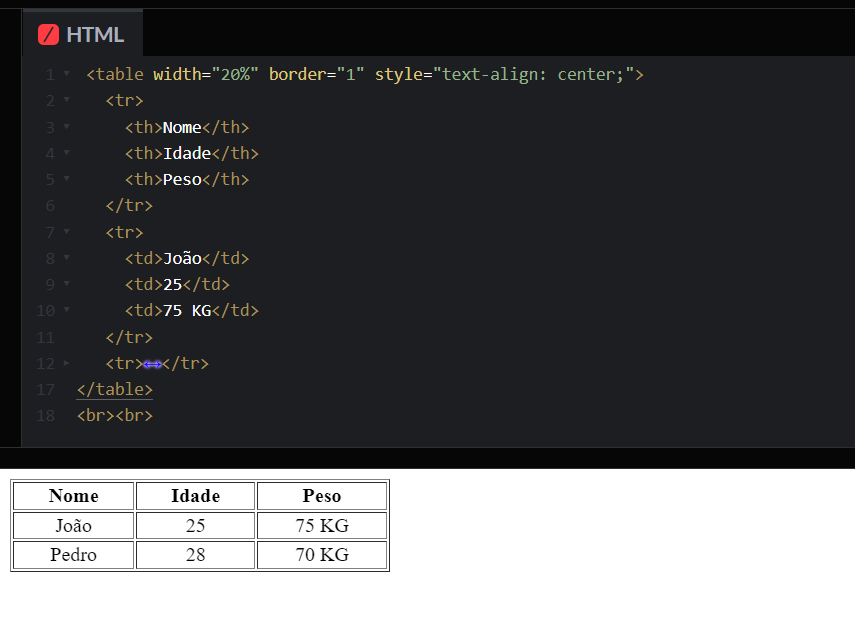 / HTML
1 <table width="20%" border="1" style="text-align: center;">
2 <tr>
3 <th>Nome</th>
4 <th>Idade</th>
5 <th>Peso</th>
6 </tr>
7 <tr>
8 <td>João</td>
9 <td>25</td>
10 <td>75 KG</td>
11 </tr>
12 <tr>↔</tr>
17 </table>
18 <br><br>
Nome Idade Peso
João 25 75 KG
Pedro 28 70 KG